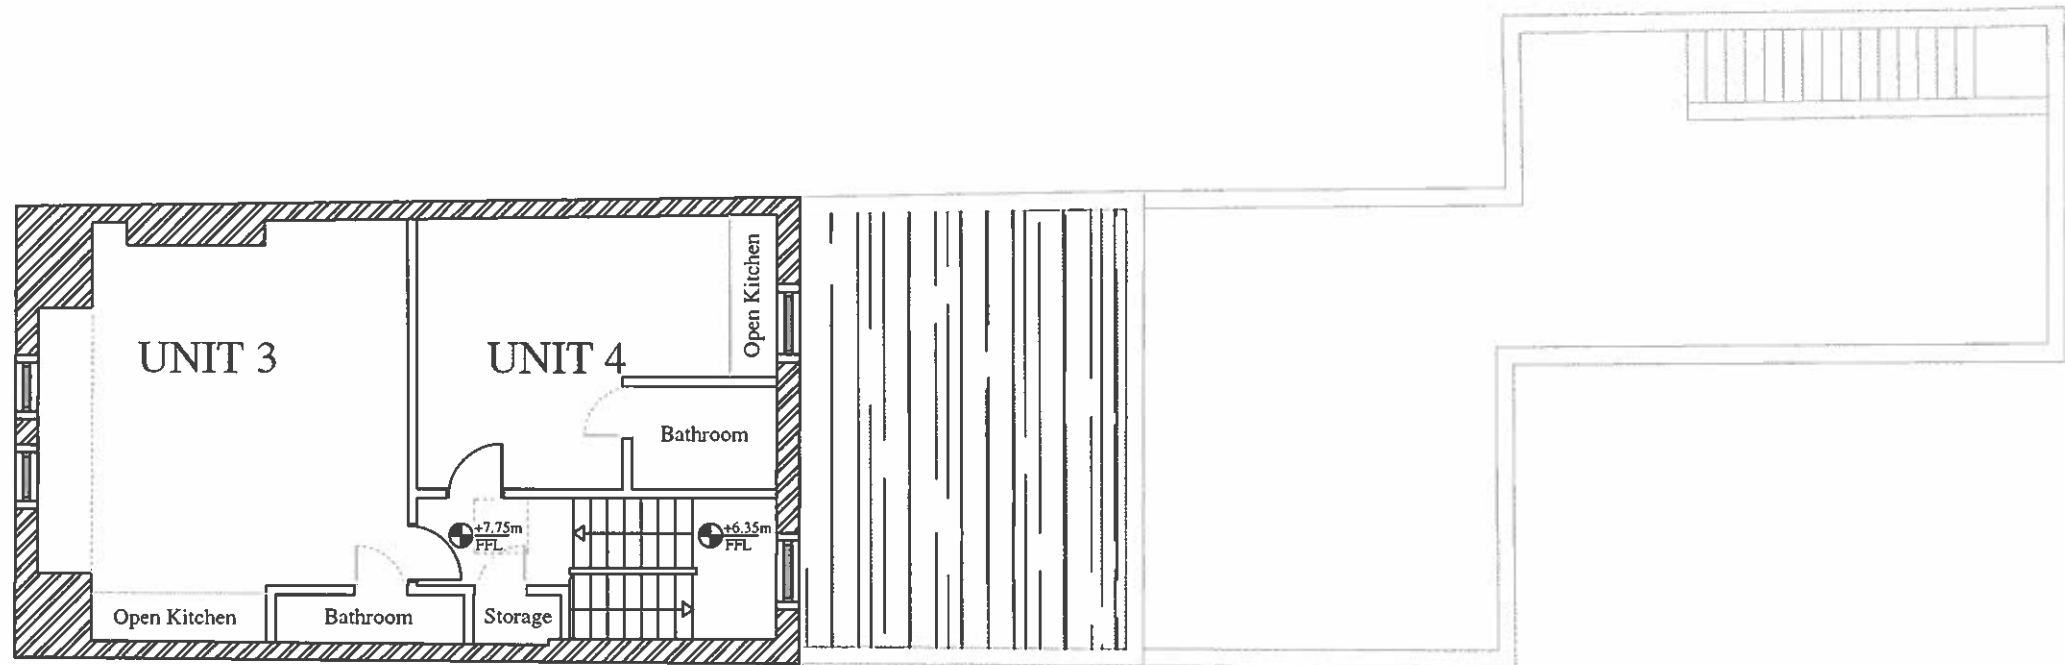 UNIT 3
UNIT 4
Open Kitchen
Bathroom
+7.75m
FFL
+6.35m
FFL
Open Kitchen
Bathroom
Storage